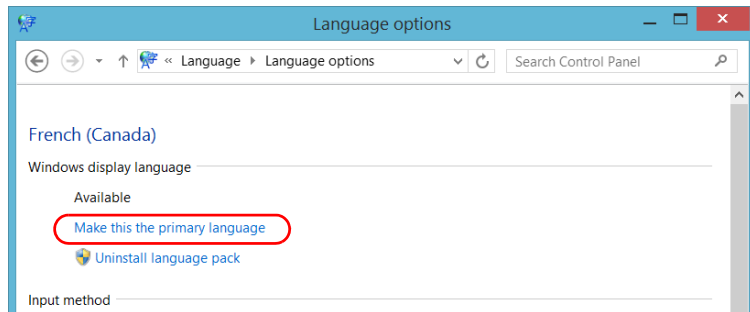 Language options
« Language Language options
Search Control Panel
French (Canada)
Windows display language
Available
Make this the primary language
Uninstall language pack
Input method